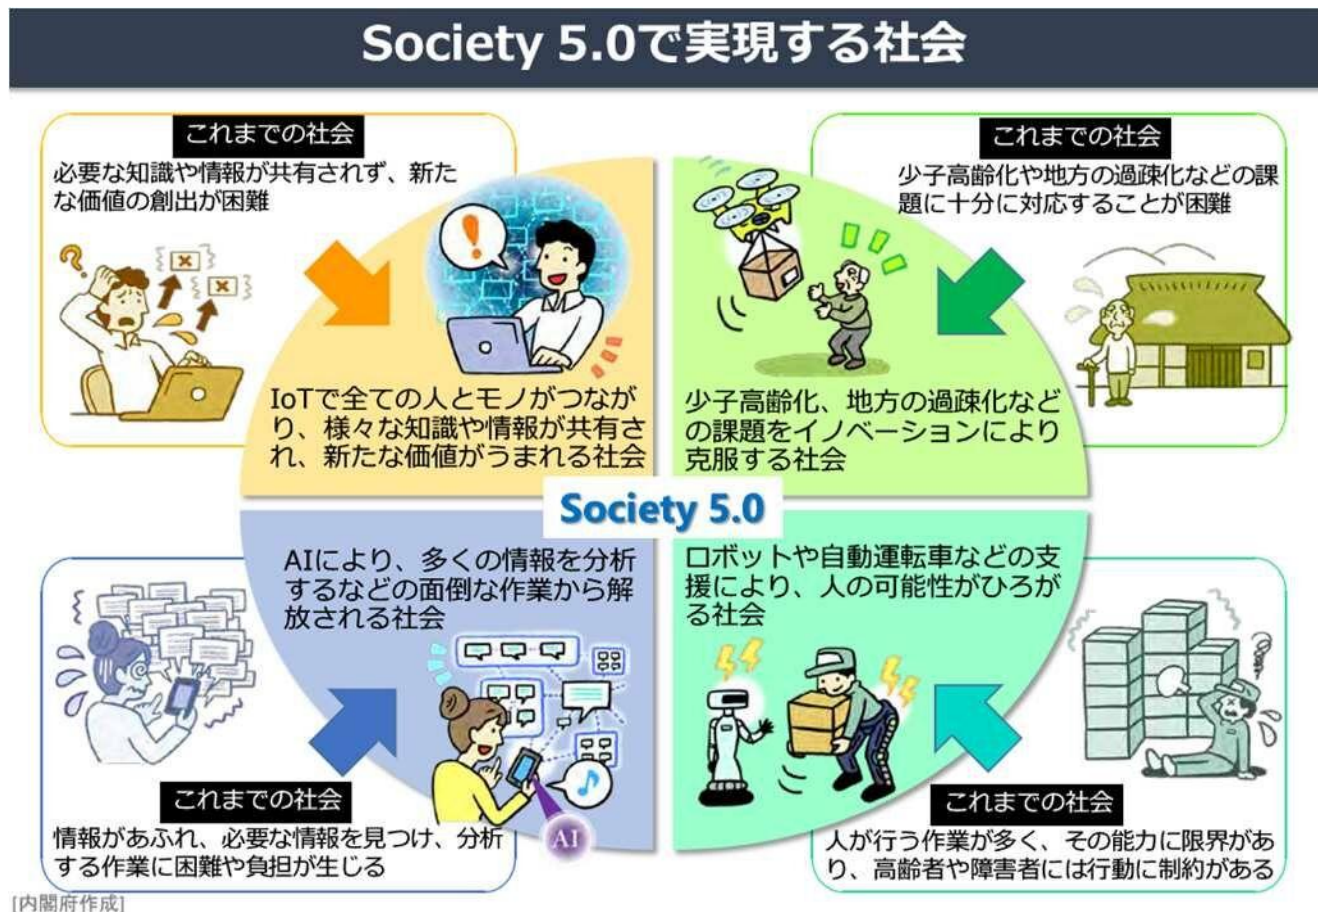 Society 5.0で実現する社会
これまでの社会
必要な知識や情報が共有されず、新た
な価値の創出が困難
IoTで全ての人とモノがつなが
り、様々な知識や情報が共有さ
れ、新たな価値がうまれる社会
これまでの社会
少子高齢化や地方の過疎化などの課
題に十分に対応することが困難
少子高齢化、地方の過疎化など
の課題をイノベーションにより
克服する社会
Society 5.0
AIにより、多くの情報を分析
するなどの面倒な作業から解
放される社会
AI
これまでの社会
情報があふれ、必要な情報を見つけ、分析
する作業に困難や負担が生じる
ロボットや自動運転車などの支
援により、人の可能性がひろが
る社会
これまでの社会
人が行う作業が多く、その能力に限界があ
り、高齢者や障害者には行動に制約がある
[内閣府作成]